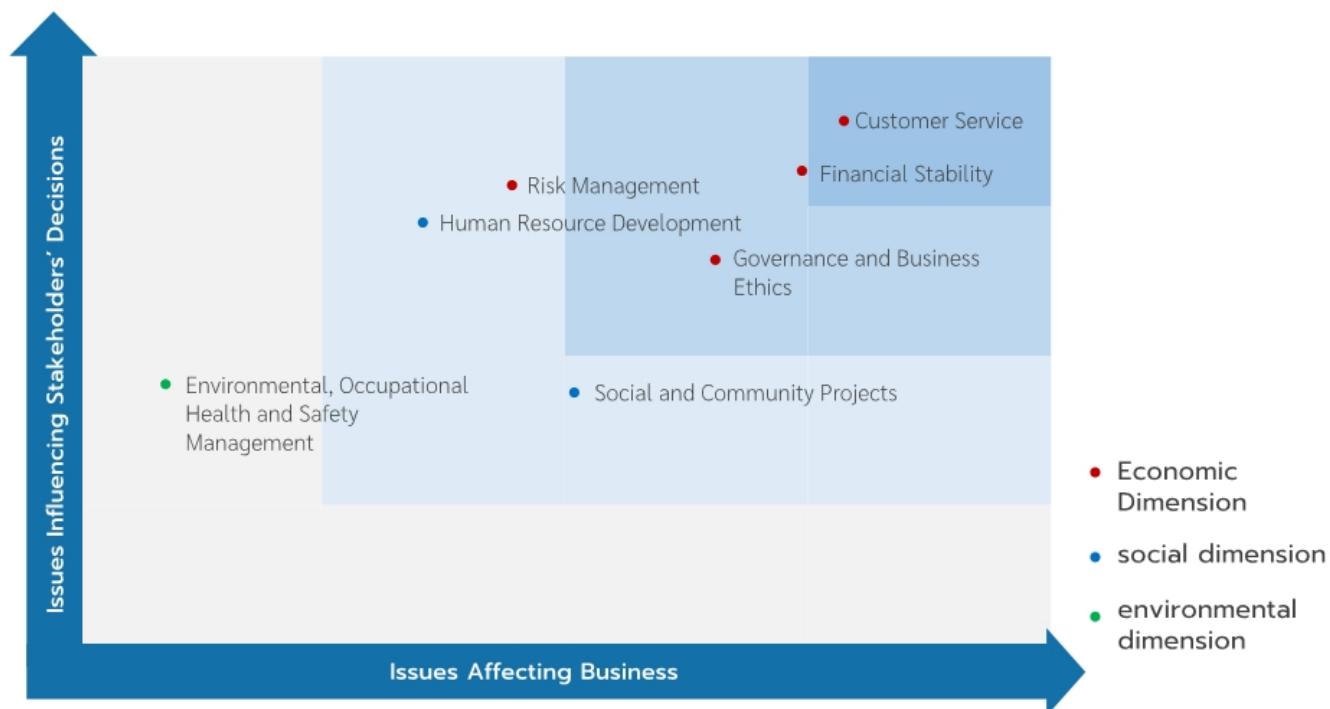 Issues Influencing Stakeholders' Decisions
Customer Service
Financial Stability
Risk Management
Human Resource Development
Governance and Business
Ethics
Environmental, Occupational
Health and Safety
Management
Social and Community Projects
Economic
Dimension
social dimension
environmental
dimension
Issues Affecting Business